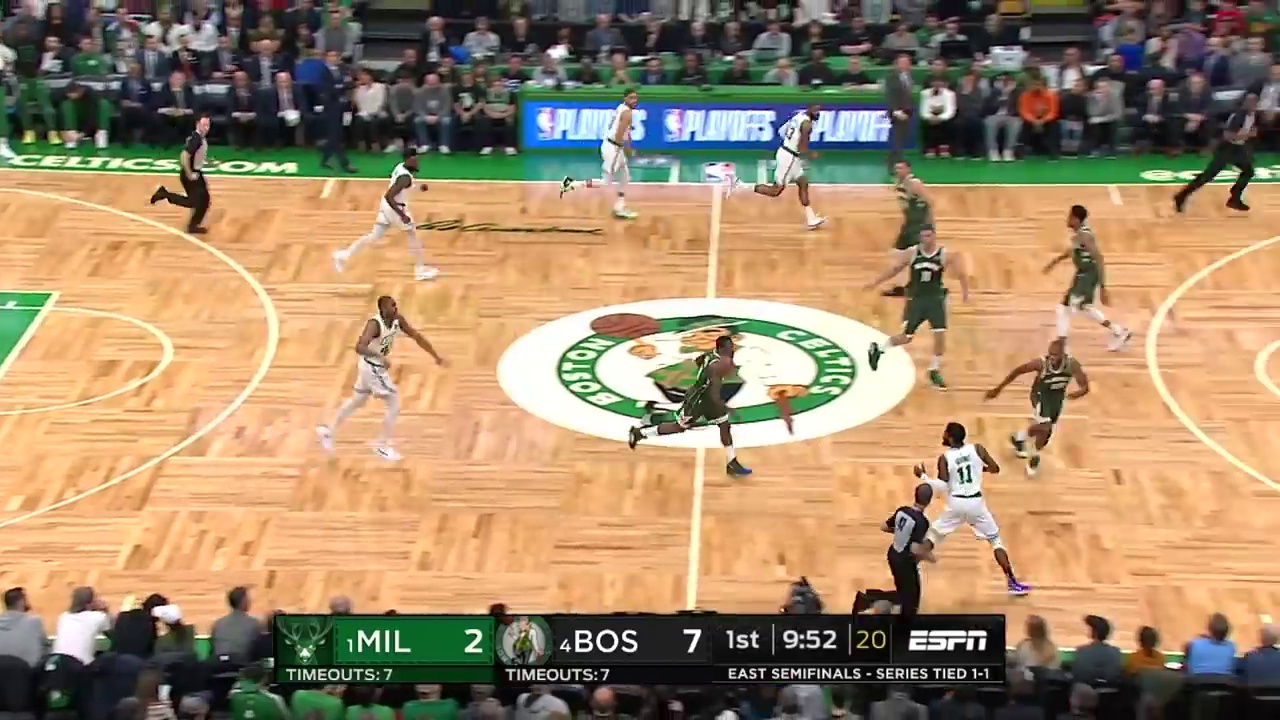 PLAYOFFS PLAYOFFS PLAYOFF
CELTICS.COM
BOSTON CELTICS
11
1MIL 2 4BOS 7 1st 9:52 20 ESPN
TIMEOUTS: 7 TIMEOUTS: 7 EAST SEMIFINALS - SERIES TIED 1-1